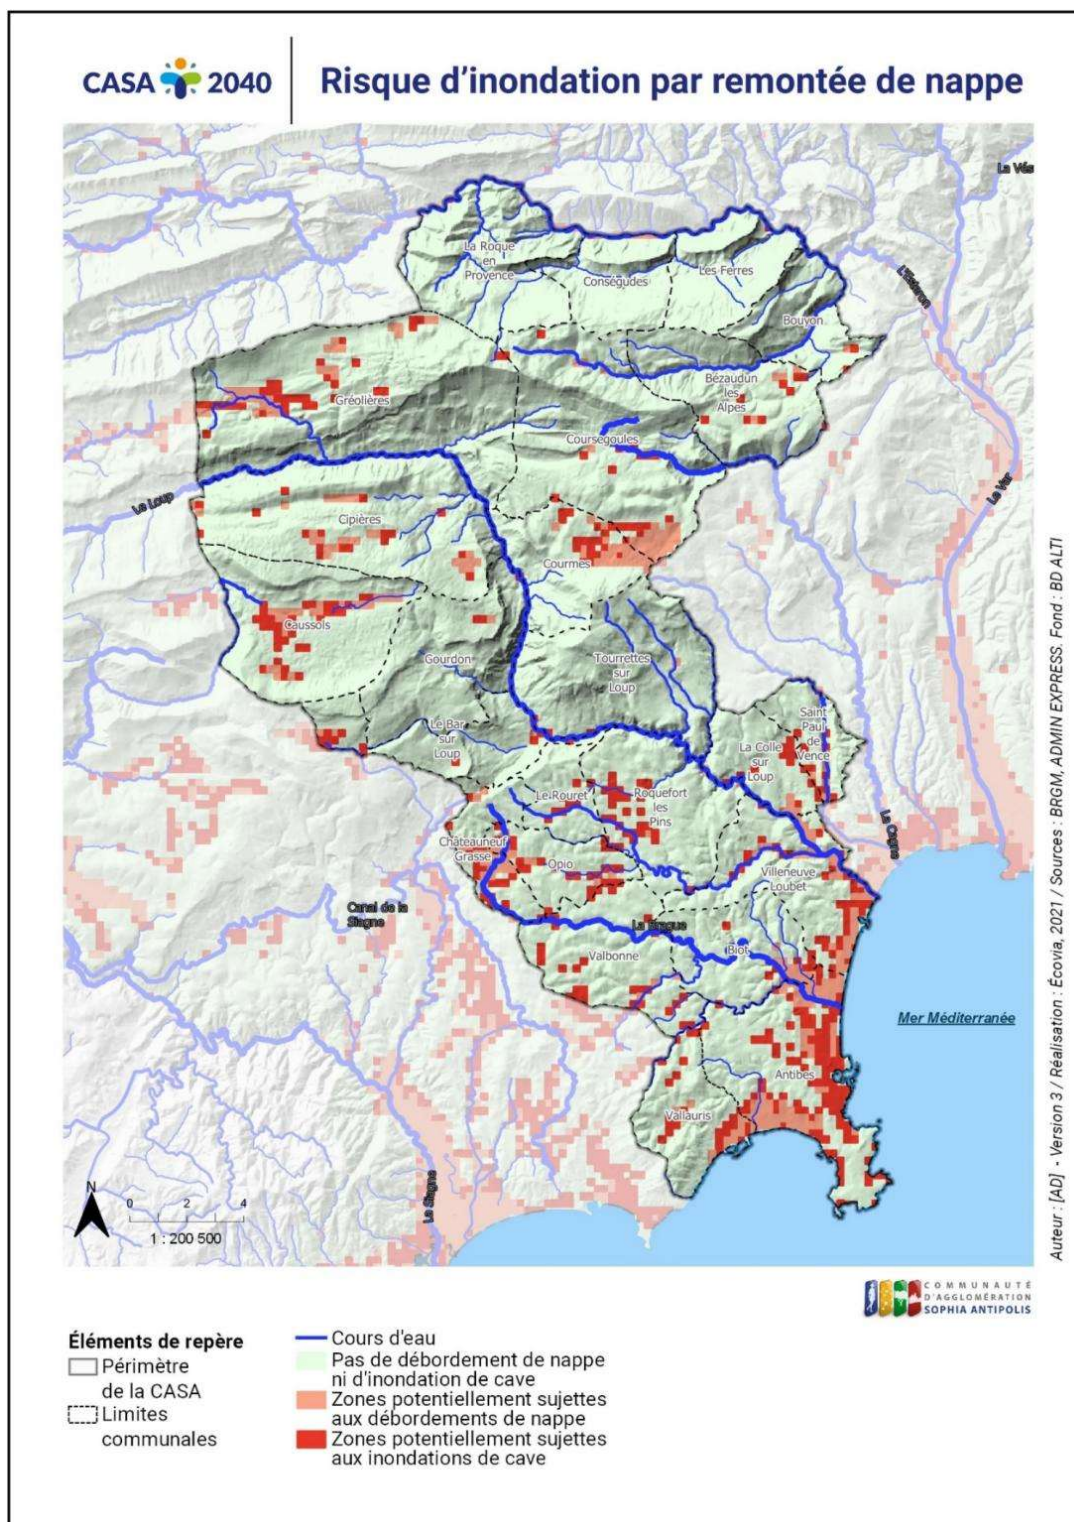 CASA 2040
Risque d'inondation par remontée de nappe
La Vés
La Roque
en
Provence
Conségudes
Les Ferres
L'Esteron
Bouyon
Bézaudun
les
Alpes
Gréolières
Coursegoules
Le Loup
Le Var
Cipières
Courmes
Caussols
Gourdon
Tourrettes
sur
Loup
Le Bar
sur
Loup
Saint
Paul
de
Vence
La Colle
sur
Loup
Le Rouret
Roquefort
les
Pins
La Cagne
Châteauneuf
Grasse
Opio
Villeneuve
Loubet
Canal de la
Siagne
La Brague
Valbonne
Biot
Mer Méditerranée
Antibes
Vallauris
La Siagne
N
0 2 4
1 : 200 500
Auteur : [AD] - Version 3 / Réalisation : Écovia, 2021 / Sources : BRGM, ADMIN EXPRESS. Fond : BD ALTI
COMMUNAUTÉ
D'AGGLOMÉRATION
SOPHIA ANTIPOLIS
Éléments de repère
Périmètre
de la CASA
Limites
communales
Cours d'eau
Pas de débordement de nappe
ni d'inondation de cave
Zones potentiellement sujettes
aux débordements de nappe
Zones potentiellement sujettes
aux inondations de cave